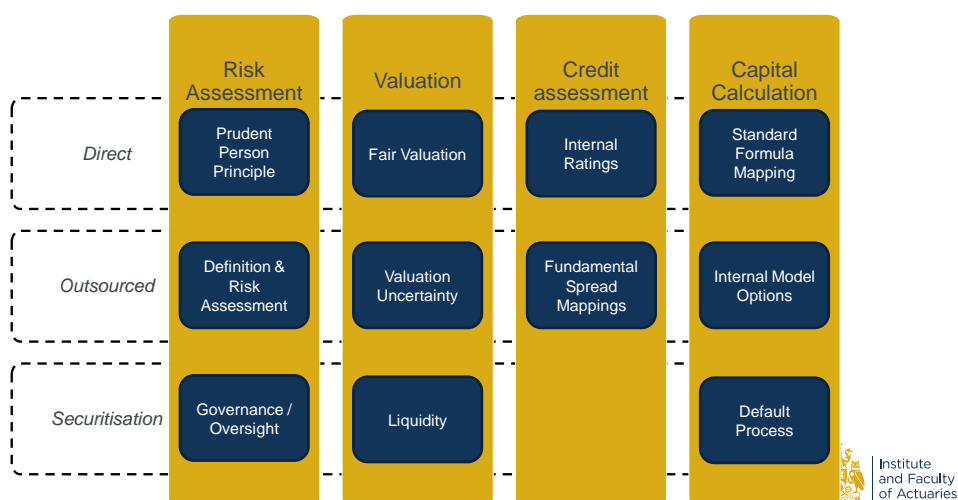 Risk
Assessment
Valuation
Credit
assessment
Capital
Calculation
Direct
Prudent
Person
Principle
Fair Valuation
Internal
Ratings
Standard
Formula
Mapping
Outsourced
Definition &
Risk
Assessment
Valuation
Uncertainty
Fundamental
Spread
Mappings
Internal Model
Options
Securitisation
Governance /
Oversight
Liquidity
Default
Process
Institute
and Faculty
of Actuaries